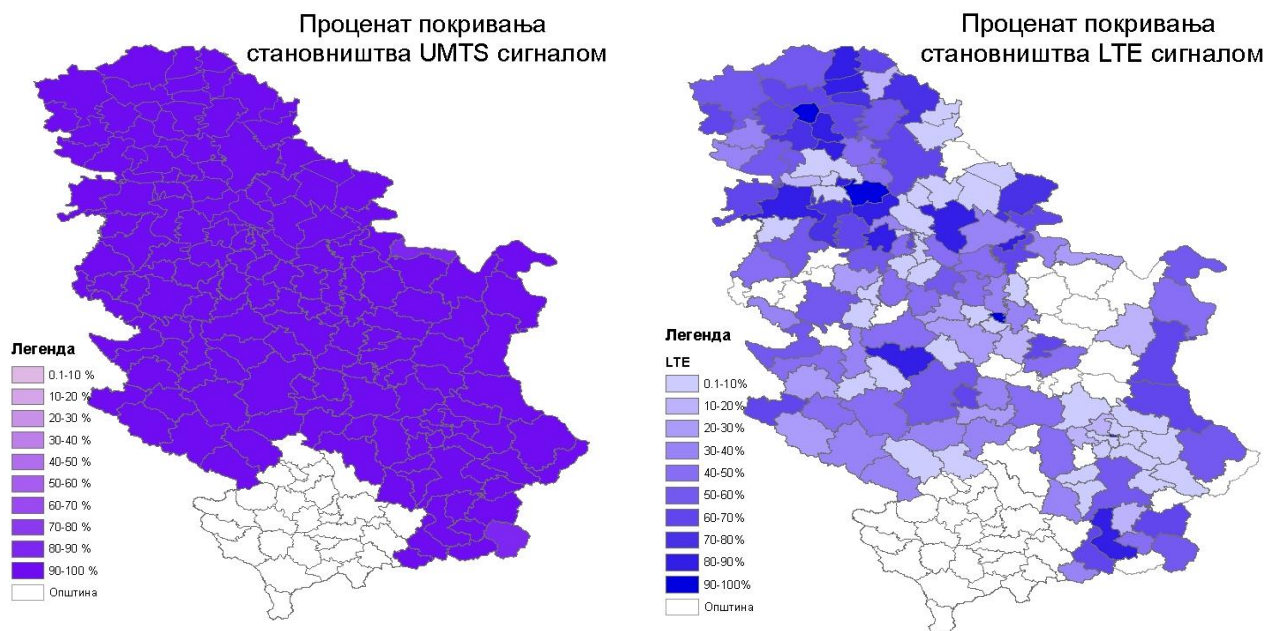 Проценат покривања
становништва UMTS сигналом
Легенда
0.1-10 %
10-20 %
20-30 %
30-40 %
40-50 %
50-60 %
60-70 %
70-80 %
80-90 %
90-100 %
Општина
Проценат покривања
становништва LTE сигналом
Легенда
LTE
0.1-10%
10-20%
20-30%
30-40%
40-50%
50-60%
60-70%
70-80%
80-90%
90-100%
Општина